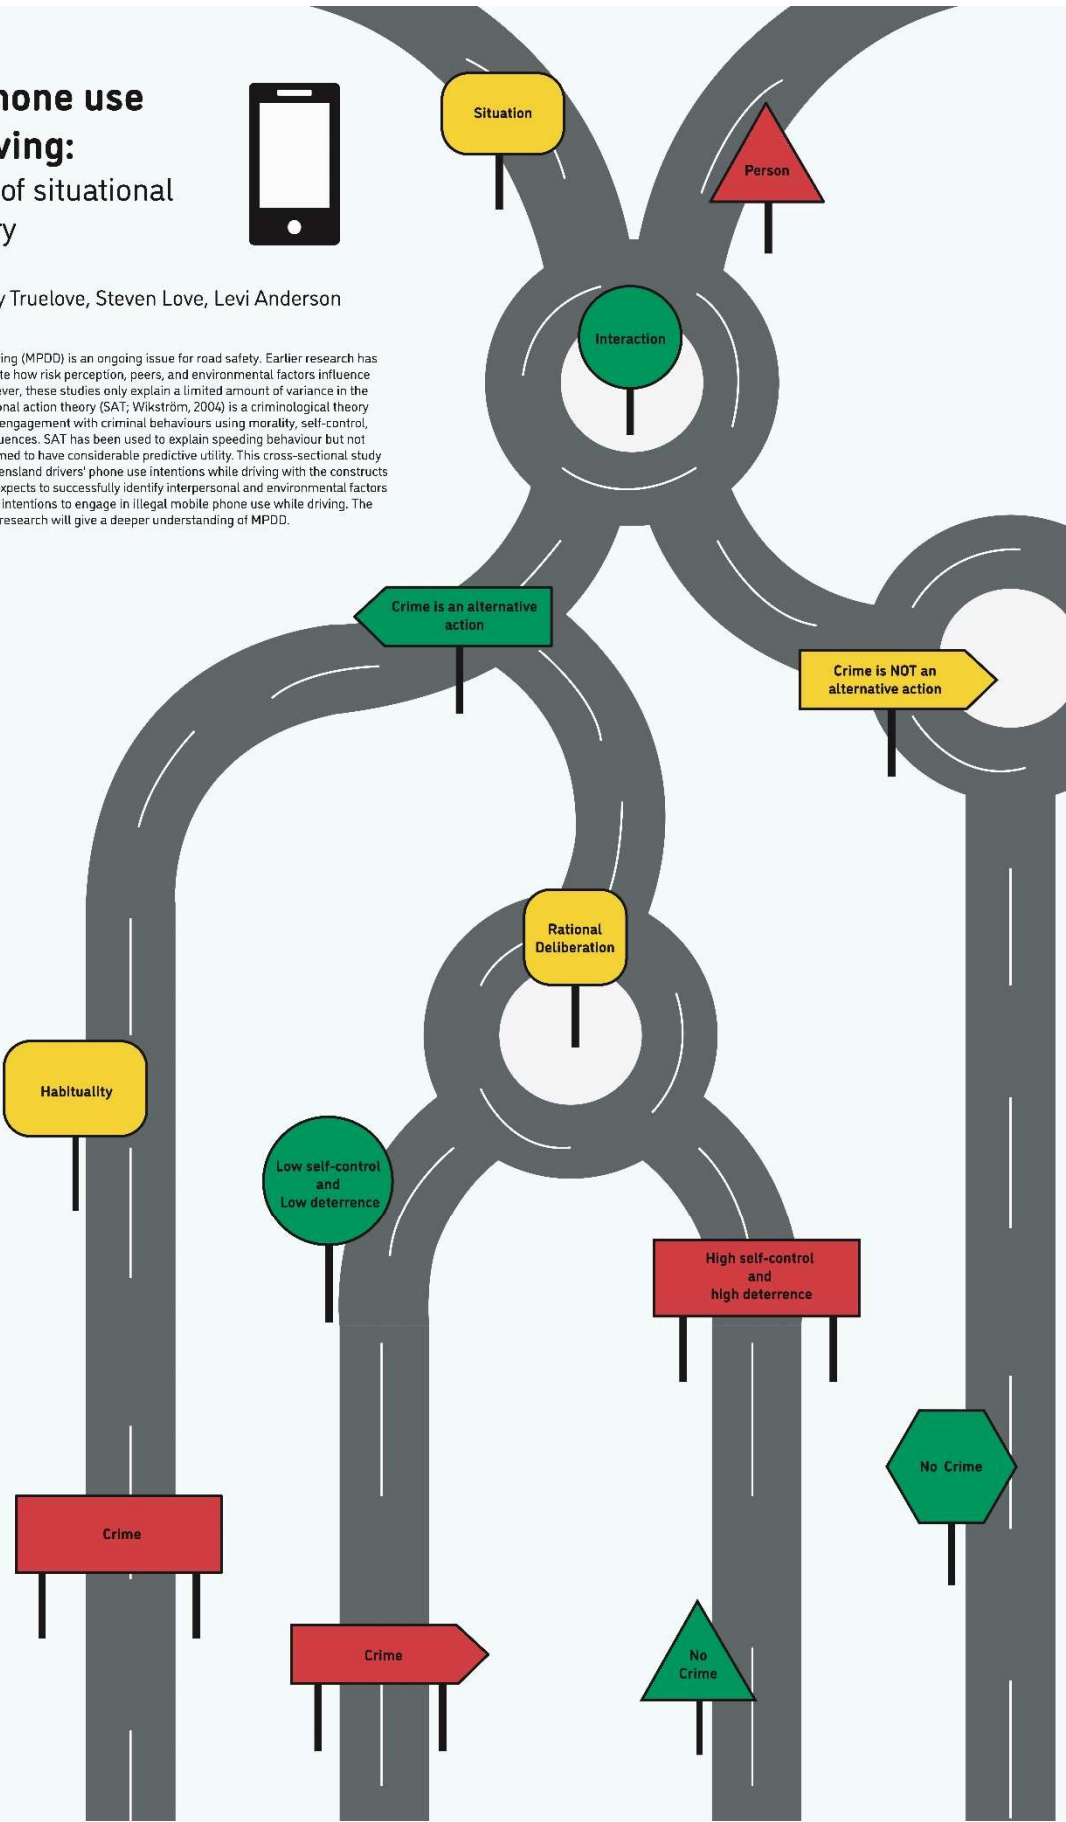 hone use
ving:
of situational
ry
y Truelove, Steven Love, Levi Anderson
ing (MPDD) is an ongoing issue for road safety. Earlier research has
te how risk perception, peers, and environmental factors influence
ever, these studies only explain a limited amount of variance in the
onal action theory (SAT; Wikström, 2004) is a criminological theory
engagement with criminal behaviours using morality, self-control,
uences. SAT has been used to explain speeding behaviour but not
med to have considerable predictive utility. This cross-sectional study
ensland drivers' phone use intentions while driving with the constructs
xpects to successfully identify interpersonal and environmental factors
intentions to engage in illegal mobile phone use while driving. The
research will give a deeper understanding of MPDD.
Situation
Person
Interaction
Crime is an alternative
action
Crime is NOT an
alternative action
Rational
Deliberation
Habituality
Low self-control
and
Low deterrence
High self-control
and
high deterrence
No Crime
Crime
Crime
No
Crime